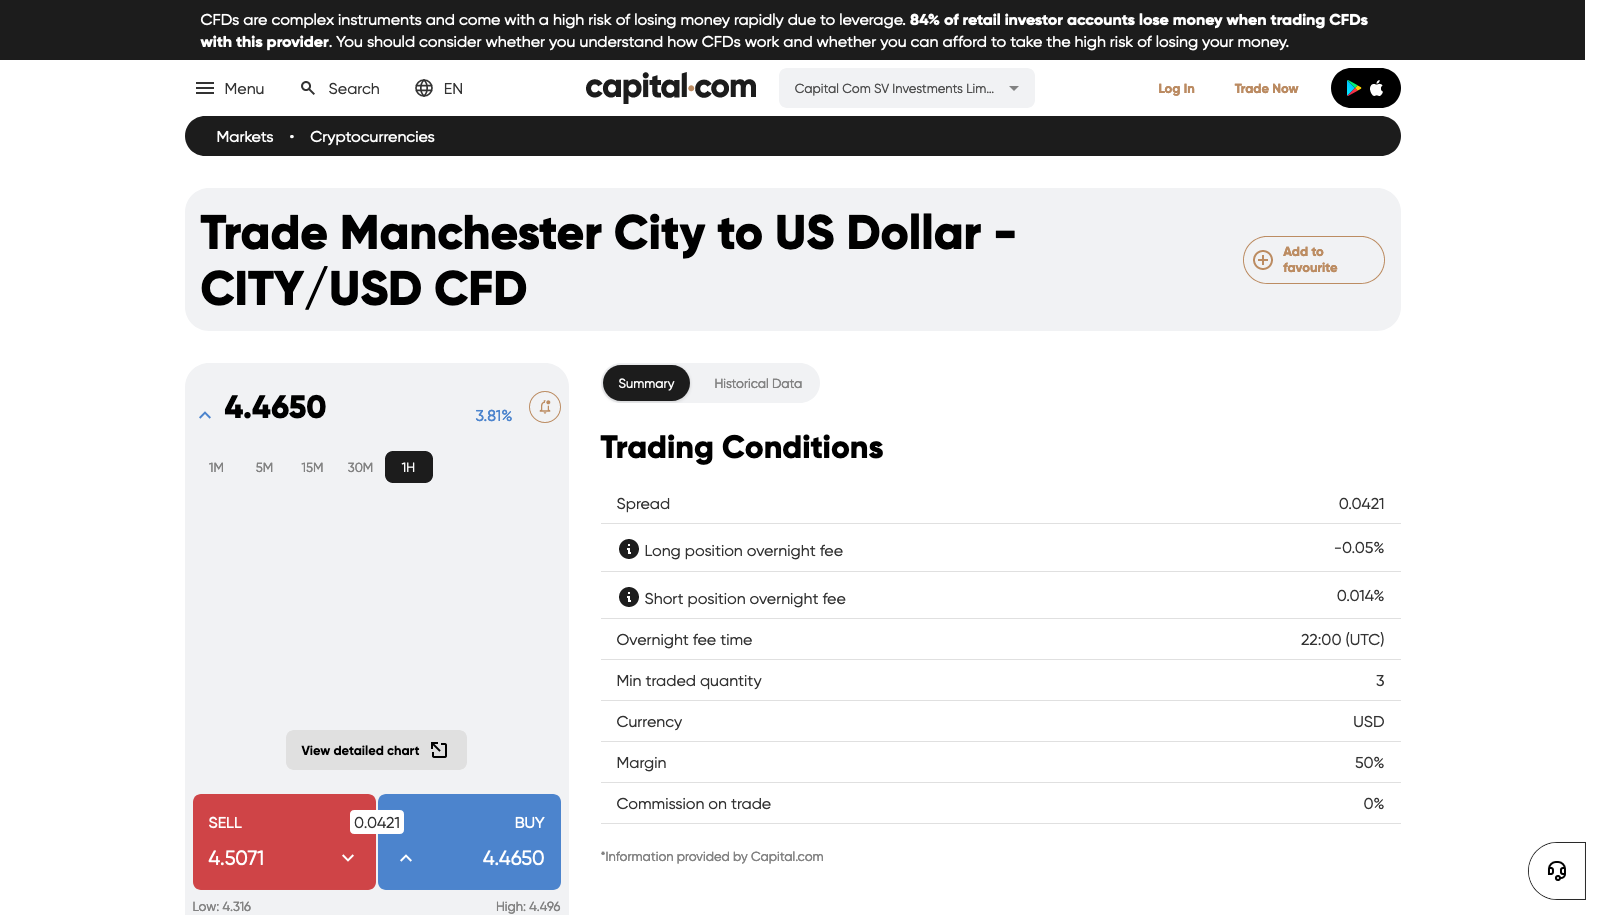 CFDs are complex instruments and come with a high risk of losing money rapidly due to leverage. 84% of retail investor accounts lose money when trading CFDs
with this provider. You should consider whether you understand how CFDs work and whether you can afford to take the high risk of losing your money.
Menu Search EN capital.com Capital Com SV Investments Lim... Log In Trade Now
Markets • Cryptocurrencies
Trade Manchester City to US Dollar -
CITY/USD CFD
Add to
favourite
4.4650 3.81%
1M 5M 15M 30M 1H
View detailed chart
SELL 0.0421 BUY
4.5071 4.4650
Low: 4.316 High: 4.496
Summary Historical Data
Trading Conditions
Spread 0.0421
Long position overnight fee -0.05%
Short position overnight fee 0.014%
Overnight fee time 22:00 (UTC)
Min traded quantity 3
Currency USD
Margin 50%
Commission on trade 0%
*Information provided by Capital.com